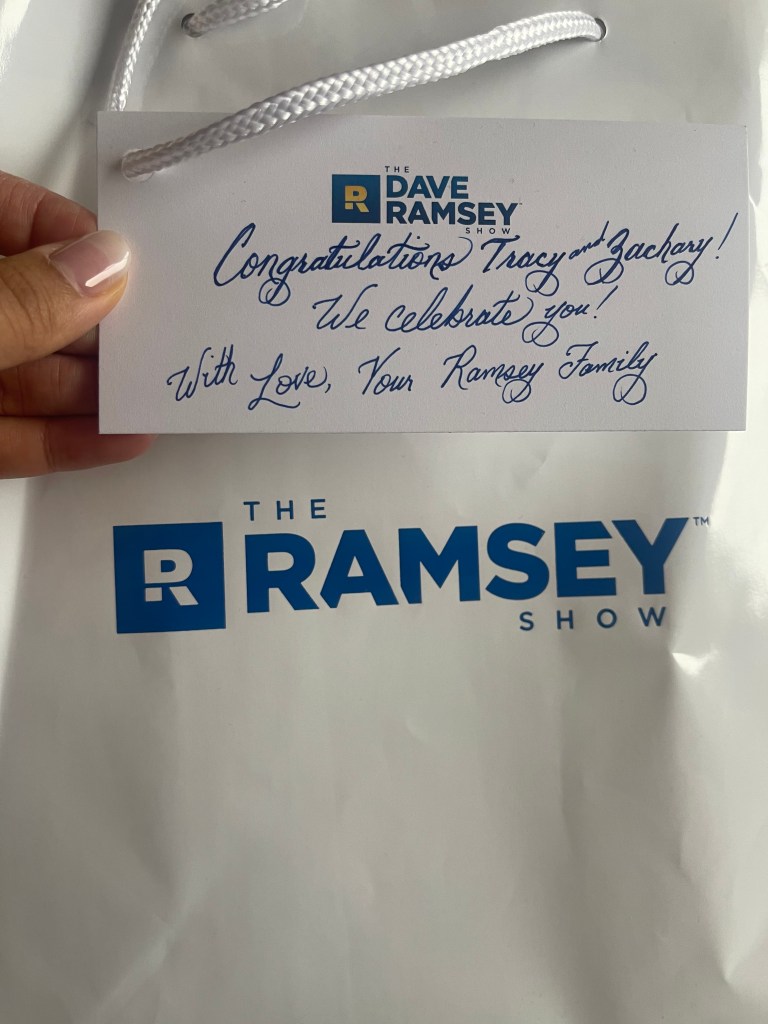 THE
DAVE
RAMSEY
SHOW
Congratulations Tracy and Zachary!
We celebrate you!
With Love, Your Ramsey Family
R
THE
RAMSEY™
SHOW